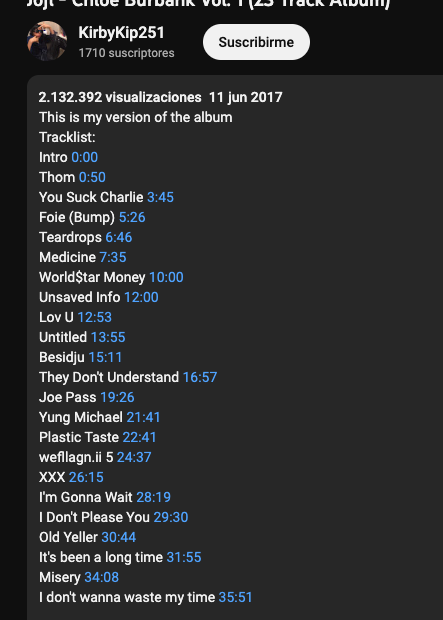 Joji - Chloe Burbank Vol. 1 (23 Track Album)
KirbyKip251
1710 suscriptores
Suscribirme
2.132.392 visualizaciones 11 jun 2017
This is my version of the album
Tracklist:
Intro 0:00
Thom 0:50
You Suck Charlie 3:45
Foie (Bump) 5:26
Teardrops 6:46
Medicine 7:35
World$tar Money 10:00
Unsaved Info 12:00
Lov U 12:53
Untitled 13:55
Besidju 15:11
They Don't Understand 16:57
Joe Pass 19:26
Yung Michael 21:41
Plastic Taste 22:41
wefllagn.ii 5 24:37
XXX 26:15
I'm Gonna Wait 28:19
I Don't Please You 29:30
Old Yeller 30:44
It's been a long time 31:55
Misery 34:08
I don't wanna waste my time 35:51